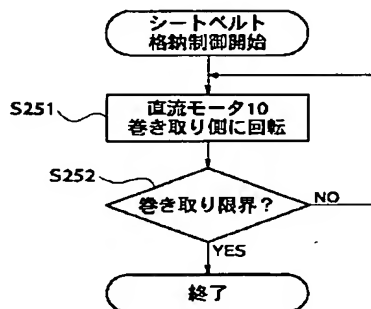 シートベルト
格納制御開始
S251
直流モータ10
巻き取り側に回転
S252
巻き取り限界?
NO
YES
終了